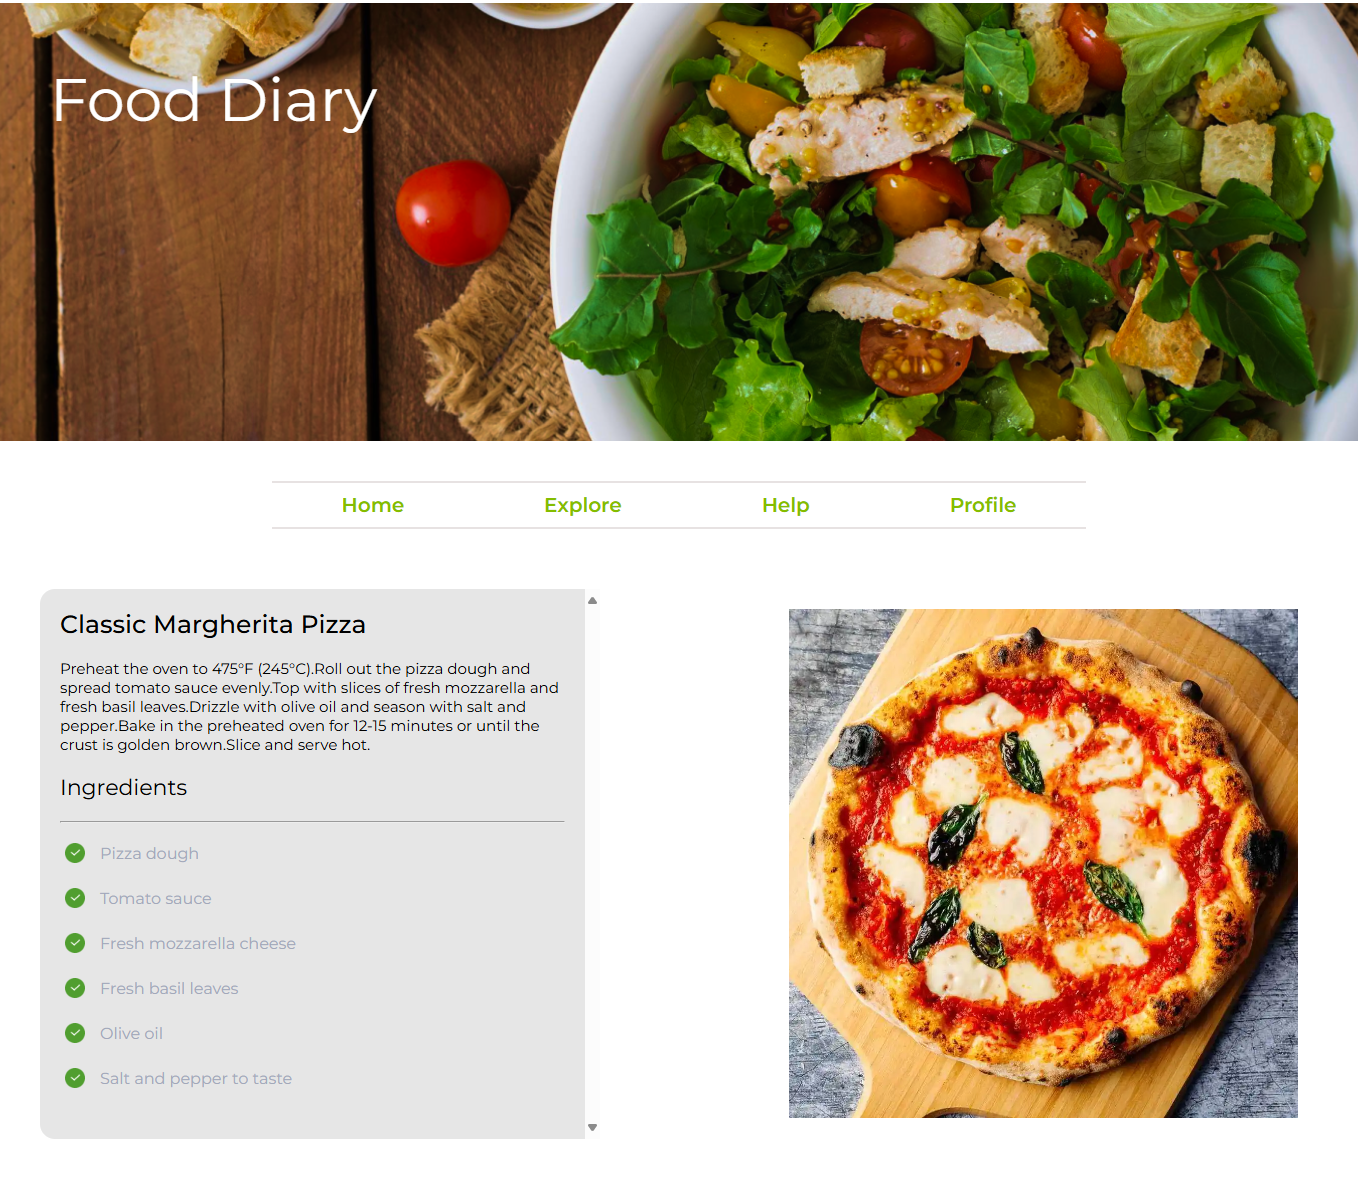 Food Diary
Home Explore Help Profile
Classic Margherita Pizza
Preheat the oven to 475°F (245°C).Roll out the pizza dough and
spread tomato sauce evenly.Top with slices of fresh mozzarella and
fresh basil leaves.Drizzle with olive oil and season with salt and
pepper.Bake in the preheated oven for 12-15 minutes or until the
crust is golden brown.Slice and serve hot.
Ingredients
Pizza dough
Tomato sauce
Fresh mozzarella cheese
Fresh basil leaves
Olive oil
Salt and pepper to taste